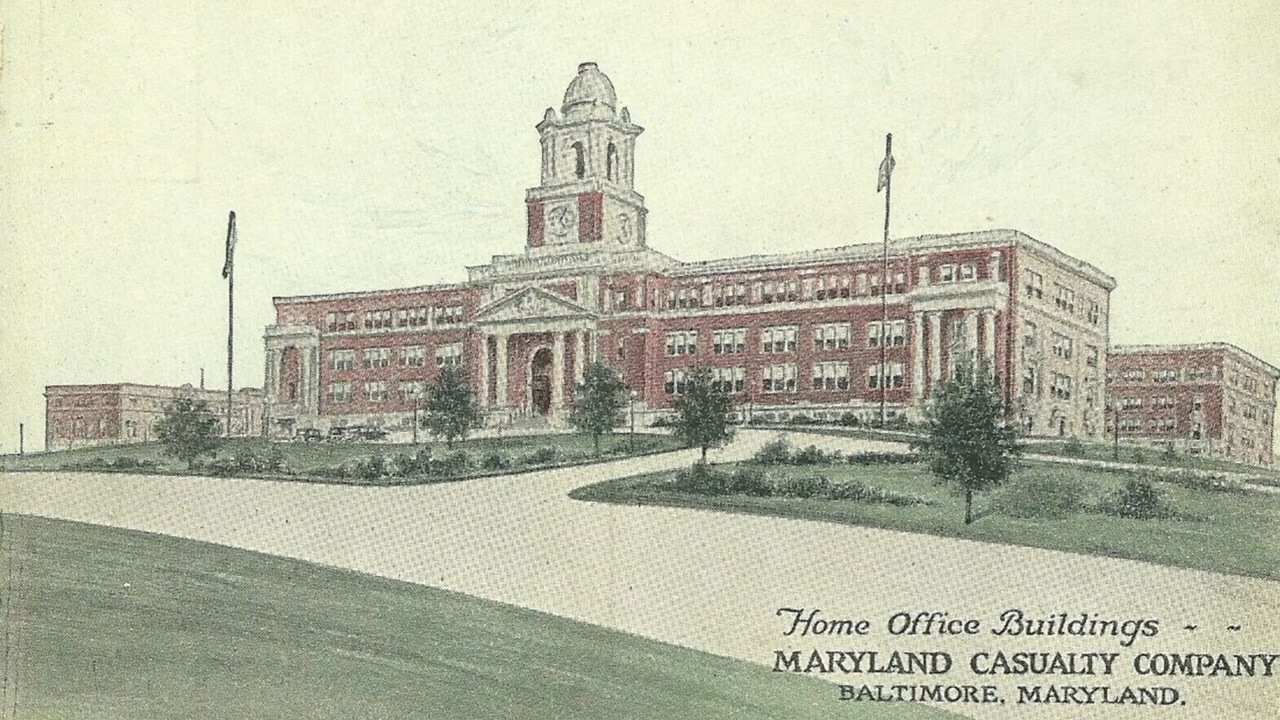 Home Office Buildings ~ ~
MARYLAND CASUALTY COMPANY
BALTIMORE, MARYLAND.